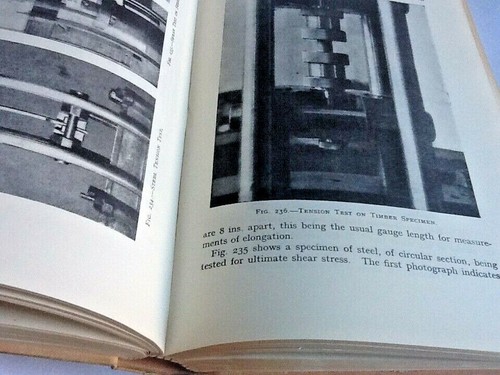 Fig. 234.—Steel Tension Test.
Fig. 236.—Tension Test on Timber Specimen.
are 8 ins. apart, this being the usual gauge length for measure-
ments of elongation.
Fig. 235 shows a specimen of steel, of circular section, being
tested for ultimate shear stress. The first photograph indicates